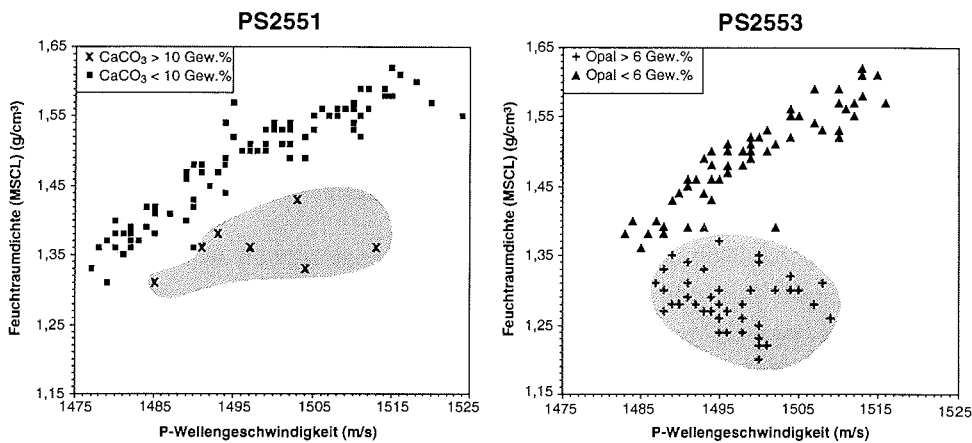 PS2551
PS2553
Feuchtraumdichte (MSCL) (g/cm³)
1,65
1,55
1,45
1,35
1,25
1,15
x CaCO₃ > 10 Gew.%
■ CaCO₃ < 10 Gew.%
1475 1485 1495 1505 1515 1525
P-Wellengeschwindigkeit (m/s)
Feuchtraumdichte (MSCL) (g/cm³)
1,65
1,55
1,45
1,35
1,25
1,15
+ Opal > 6 Gew.%
▲ Opal < 6 Gew.%
1475 1485 1495 1505 1515 1525
P-Wellengeschwindigkeit (m/s)